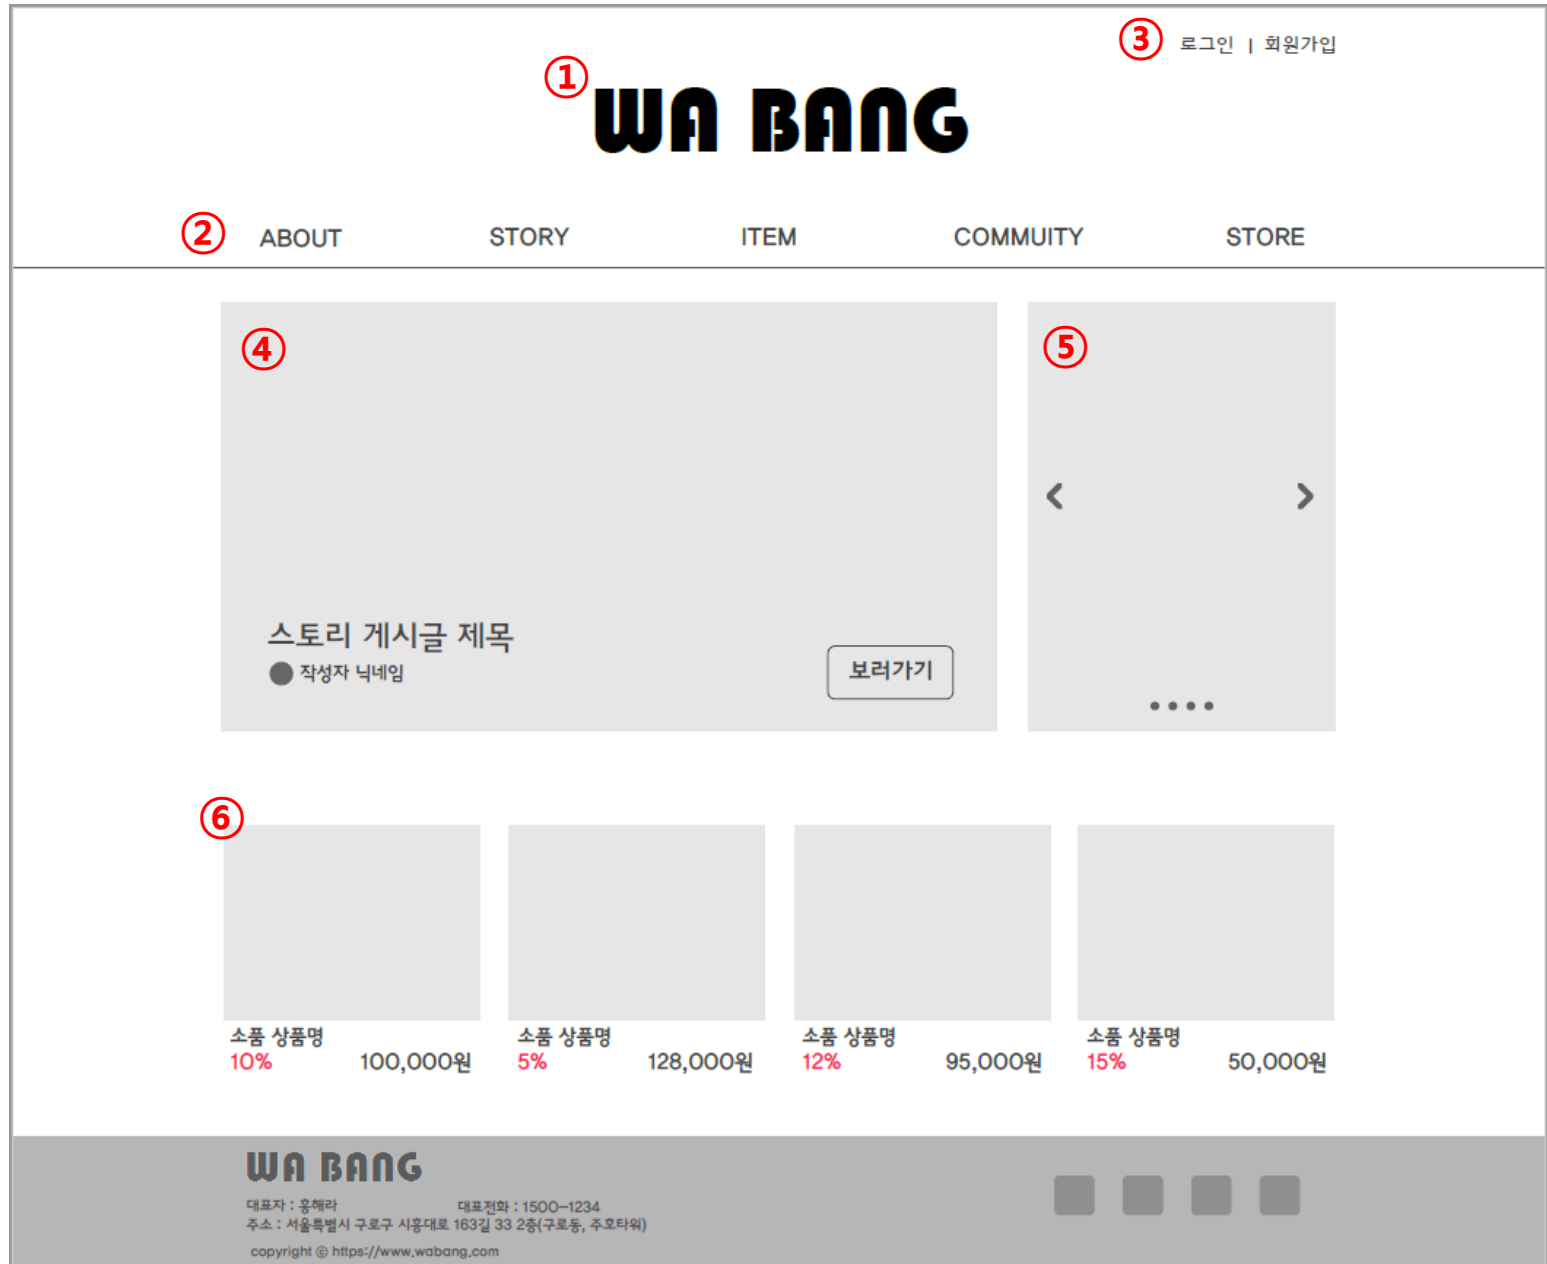 ③ 로그인 | 회원가입
① WA BANG
② ABOUT STORY ITEM COMMUITY STORE
④
⑤
스토리 게시글 제목
작성자 닉네임
보러가기
⑥
소품 상품명 소품 상품명 소품 상품명 소품 상품명
10% 100,000원 5% 128,000원 12% 95,000원 15% 50,000원
WA BANG
대표자 : 홍해라 대표전화 : 1500-1234
주소 : 서울특별시 구로구 시흥대로 163길 33 2층(구로동, 주호타워)
copyright ⓒ https://www.wabang.com